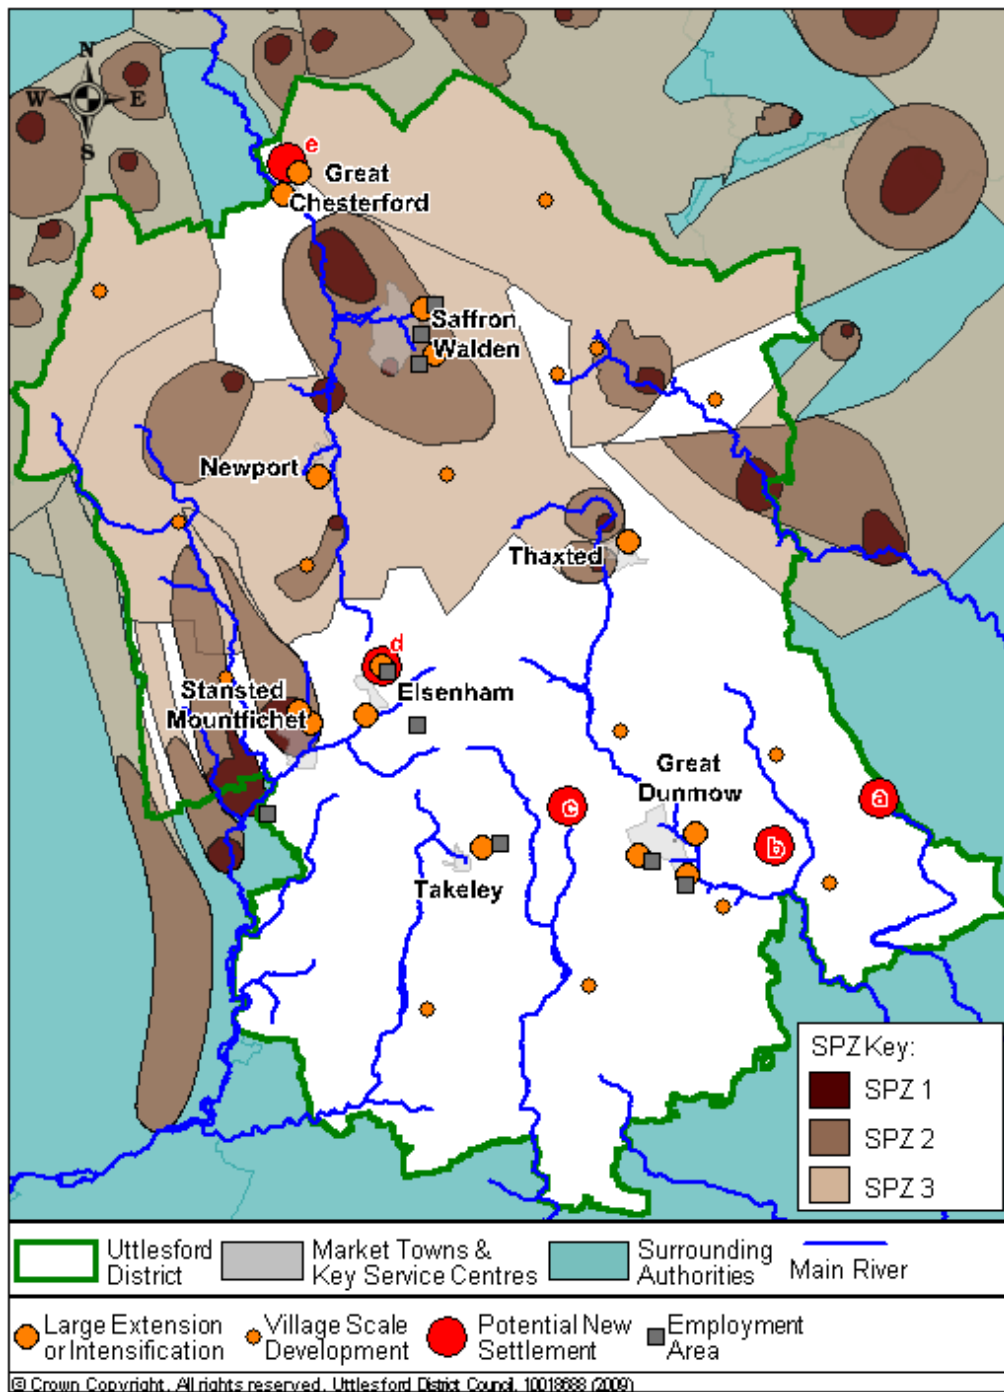 N
W E
S
e
Great
Chesterford
Saffron
Walden
Newport
Thaxted
d
Elsenham
Stansted
Mountfichet
Great
Dunmow
c
a
b
Takeley
SPZ Key:
SPZ 1
SPZ 2
SPZ 3
Uttlesford
District
Market Towns &
Key Service Centres
Surrounding
Authorities
Main River
Large Extension
or Intensification
Village Scale
Development
Potential New
Settlement
Employment
Area
© Crown Copyright. All rights reserved. Uttlesford District Council. 10018688 (2009)